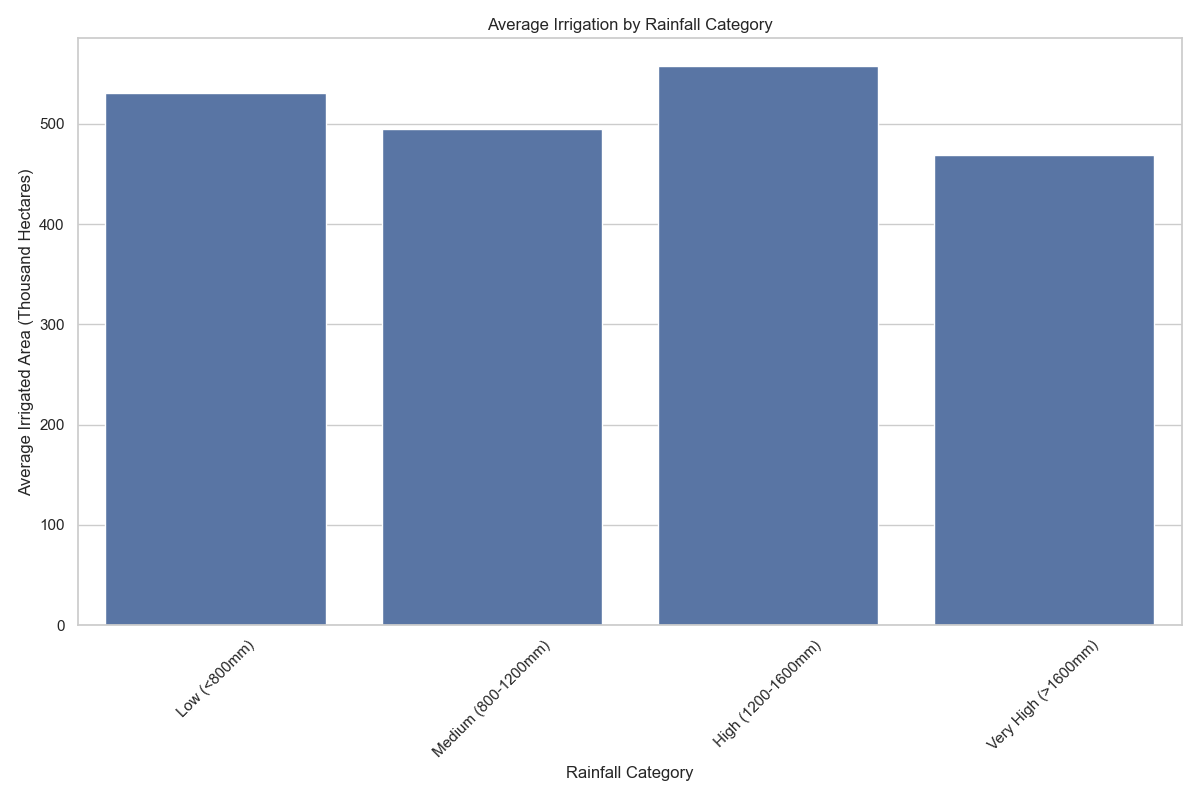 Average Irrigation by Rainfall Category
Average Irrigated Area (Thousand Hectares)
500
400
300
200
100
0
Low (<800mm)
Medium (800-1200mm)
High (1200-1600mm)
Very High (>1600mm)
Rainfall Category